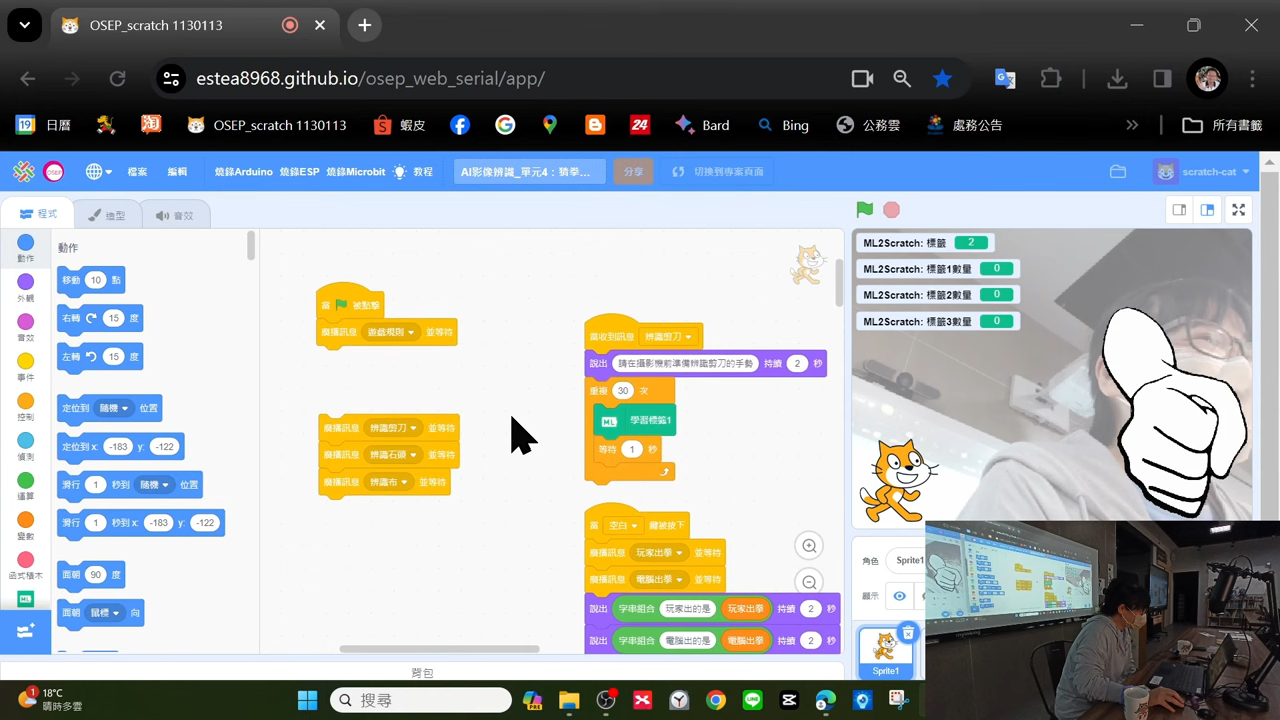 OSEP_scratch 1130113
estea8968.github.io/osep_web_serial/app/
19 日曆 淘 OSEP_scratch 1130113 蝦皮 24 Bard Bing 公務雲 處務公告 所有書籤
檔案 編輯 燒錄Arduino 燒錄ESP 燒錄Microbit 教程 AI影像辨識_單元4：猜拳... 分享 切換到專案頁面 scratch-cat
程式 造型 音效
動作
外觀
音效
事件
控制
偵測
運算
變數
函式積木
ML
動作
移動 10 點
右轉 15 度
左轉 15 度
定位到 隨機 位置
定位到 x: -183 y: -122
滑行 1 秒到 隨機 位置
滑行 1 秒到 x: -183 y: -122
面朝 90 度
面朝 鼠標 向
當 被點擊
廣播訊息 遊戲規則 並等待
廣播訊息 辨識剪刀 並等待
廣播訊息 辨識石頭 並等待
廣播訊息 辨識布 並等待
當收到訊息 辨識剪刀
說出 請在攝影機前準備辨識剪刀的手勢 持續 2 秒
重複 30 次
ML 學習標籤1
等待 1 秒
當 空白 鍵被按下
廣播訊息 玩家出拳 並等待
廣播訊息 電腦出拳 並等待
說出 字串組合 玩家出的是 玩家出拳 持續 2 秒
說出 字串組合 電腦出的是 電腦出拳 持續 2 秒
背包
ML2Scratch: 標籤 2
ML2Scratch: 標籤1數量 0
ML2Scratch: 標籤2數量 0
ML2Scratch: 標籤3數量 0
角色 Sprite1
顯示
Sprite1
1 18°C
晴時多雲
搜尋
PRE